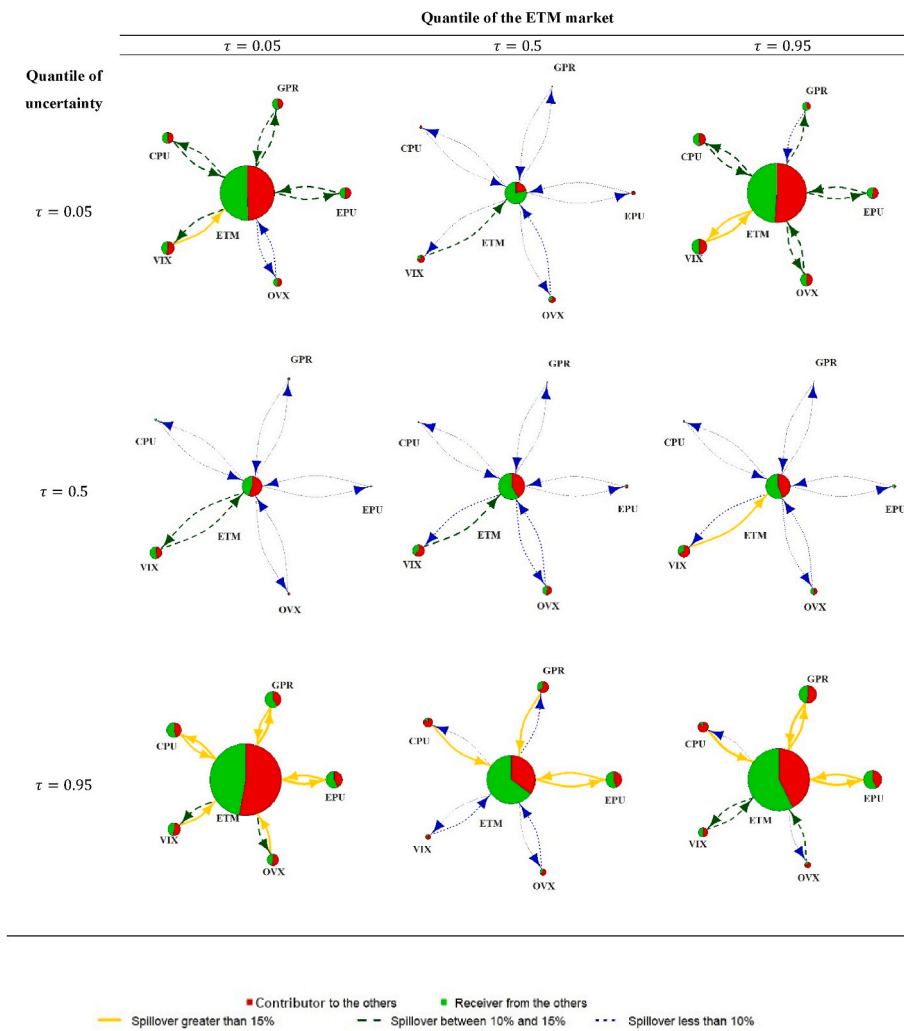 Quantile of the ETM market
τ = 0.05 τ = 0.5 τ = 0.95
Quantile of
uncertainty
τ = 0.05
GPR
CPU
EPU
ETM
VIX
OVX
GPR
CPU
EPU
ETM
VIX
OVX
GPR
CPU
EPU
ETM
VIX
OVX
τ = 0.5
GPR
CPU
EPU
ETM
VIX
OVX
GPR
CPU
EPU
ETM
VIX
OVX
GPR
CPU
EPU
ETM
VIX
OVX
τ = 0.95
GPR
CPU
EPU
ETM
VIX
OVX
GPR
CPU
EPU
ETM
VIX
OVX
GPR
CPU
EPU
ETM
VIX
OVX
Contributor to the others Receiver from the others
Spillover greater than 15% Spillover between 10% and 15% Spillover less than 10%